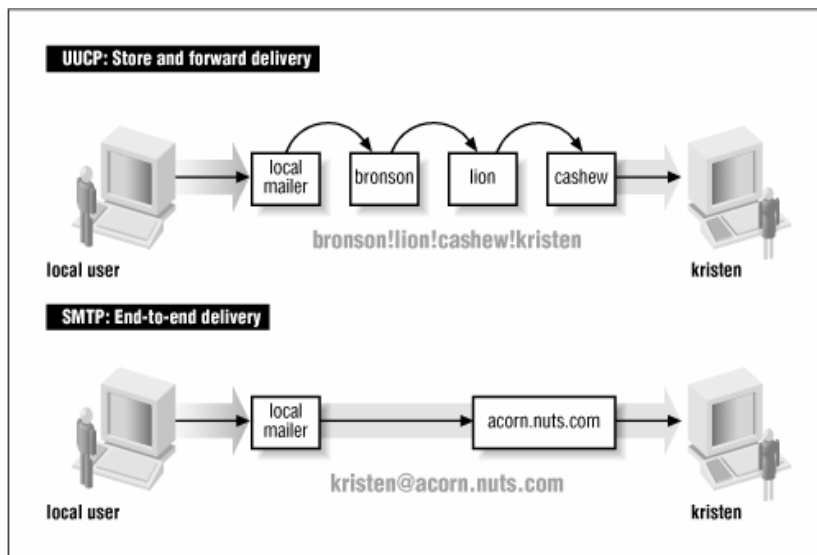 UUCP: Store and forward delivery
local
mailer
bronson
lion
cashew
bronson!lion!cashew!kristen
local user
kristen
SMTP: End-to-end delivery
local
mailer
acorn.nuts.com
kristen@acorn.nuts.com
local user
kristen